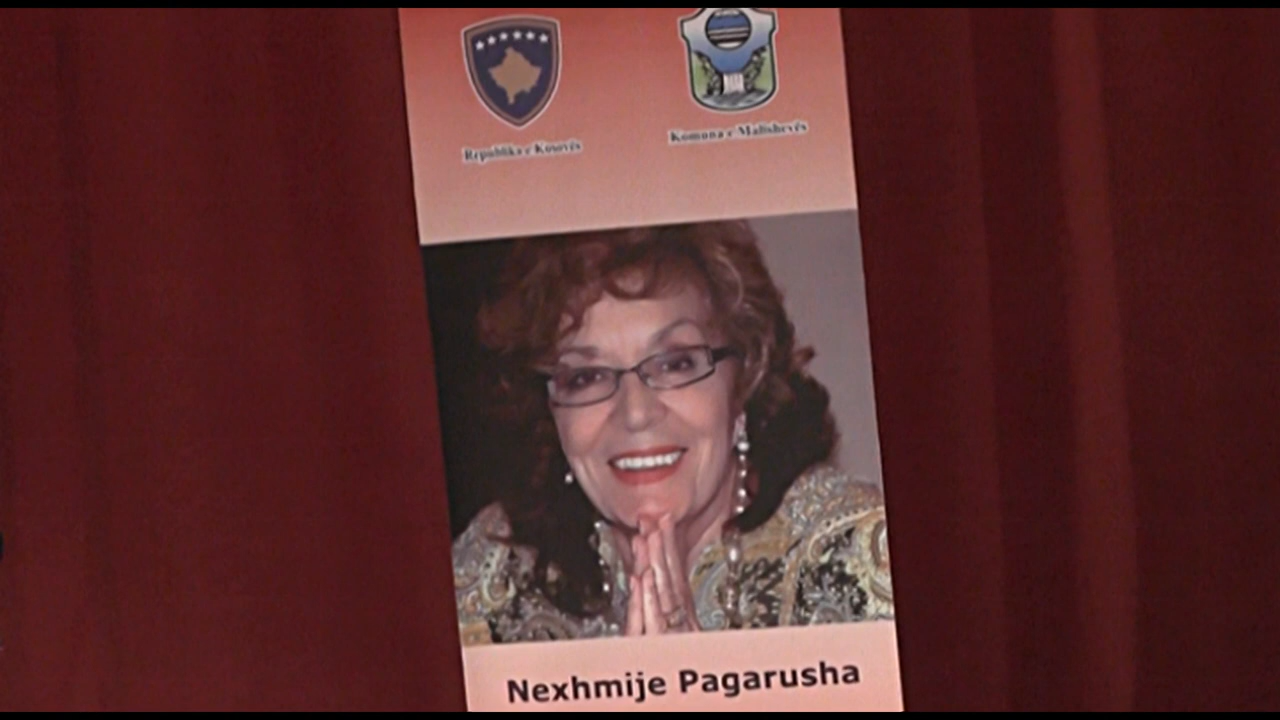 Republika e Kosovës
Komuna e Malishevës
Nexhmije Pagarusha